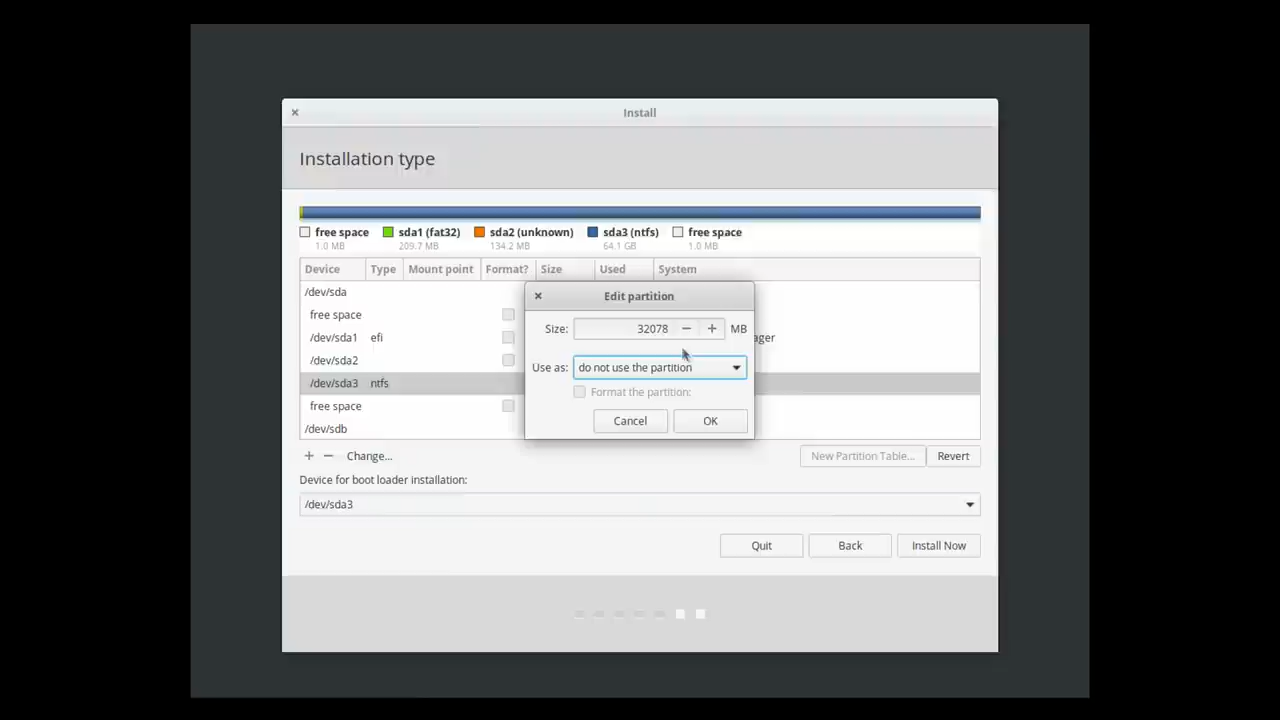 Install
Installation type
free space sda1 (fat32) sda2 (unknown) sda3 (ntfs) free space
1.0 MB 209.7 MB 134.2 MB 64.1 GB 1.0 MB
Device Type Mount point Format? Size Used System
/dev/sda
free space
/dev/sda1 efi ager
/dev/sda2
/dev/sda3 ntfs
free space
/dev/sdb
Edit partition
Size: 32078 MB
Use as: do not use the partition
Format the partition:
Cancel OK
+ − Change... New Partition Table... Revert
Device for boot loader installation:
/dev/sda3
Quit Back Install Now